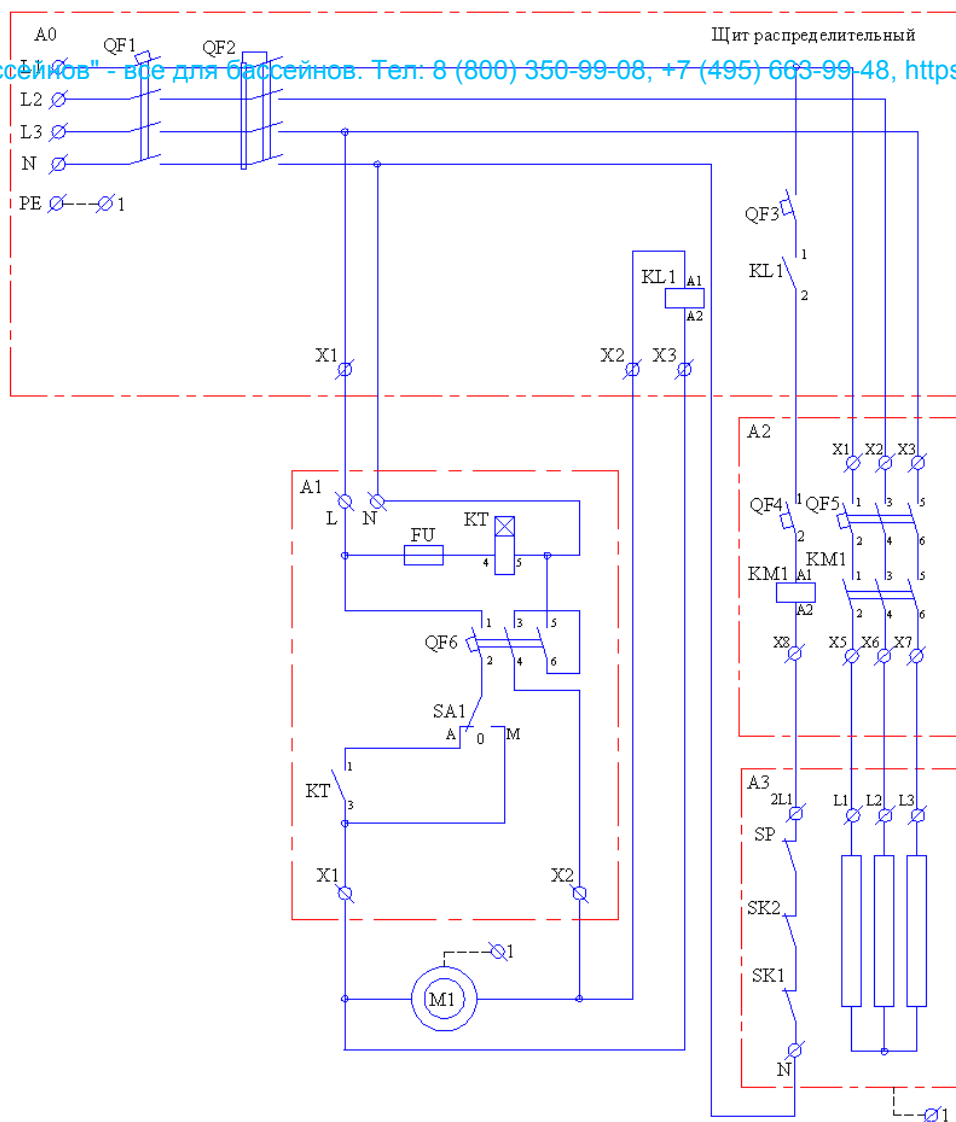 A0
QF1
QF2
Щит распределительный
ссейнов" - все для бассейнов. Тел: 8 (800) 350-99-08, +7 (495) 663-99-48, https
L1
L2
L3
N
PE
1
QF3
KL1
1
2
KL1
A1
A2
X1
X2
X3
A2
X1
X2
X3
A1
L
N
FU
KT
4
5
QF4
1
2
QF5
1
3
5
2
4
6
KM1
A1
A2
KM1
1
3
5
2
4
6
QF6
1
3
5
2
4
6
X8
X5
X6
X7
SA1
A
0
M
KT
1
3
A3
2L1
L1
L2
L3
SP
X1
X2
SK2
1
M1
SK1
N
1